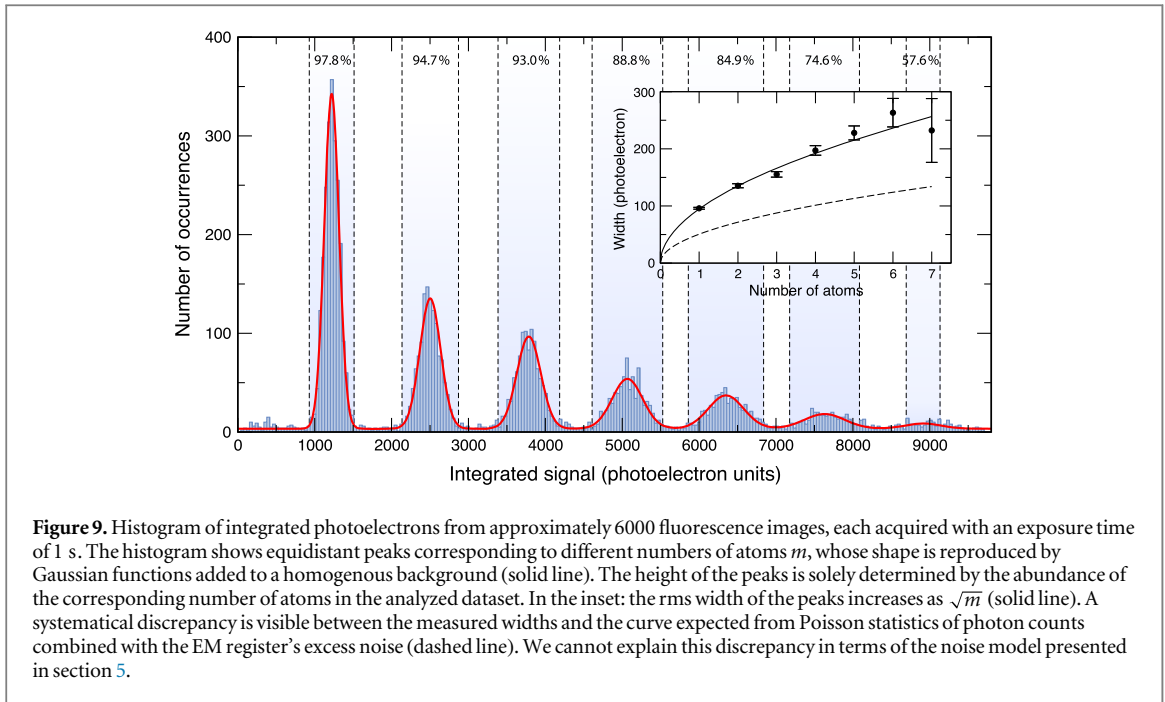 400
300
200
100
0
Number of occurrences
97.8 %
94.7 %
93.0 %
88.8 %
84.9 %
74.6 %
57.6 %
300
200
100
0
Width (photoelectron)
0 1 2 3 4 5 6 7
Number of atoms
0 1000 2000 3000 4000 5000 6000 7000 8000 9000
Integrated signal (photoelectron units)
Figure 9. Histogram of integrated photoelectrons from approximately 6000 fluorescence images, each acquired with an exposure time
of 1 s. The histogram shows equidistant peaks corresponding to different numbers of atoms m, whose shape is reproduced by
Gaussian functions added to a homogenous background (solid line). The height of the peaks is solely determined by the abundance of
the corresponding number of atoms in the analyzed dataset. In the inset: the rms width of the peaks increases as √m (solid line). A
systematical discrepancy is visible between the measured widths and the curve expected from Poisson statistics of photon counts
combined with the EM register's excess noise (dashed line). We cannot explain this discrepancy in terms of the noise model presented
in section 5.